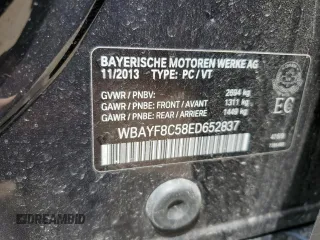 BAYERISCHE MOTOREN WERKE AG
11/2013 TYPE: PC / VT
GVWR / PNBV: 2694 kg
GAWR / PNBE: FRONT / AVANT 1311 kg
GAWR / PNBE: REAR / ARRIERE 1449 kg
EC
WBAYF8C58ED652837
DREAMBID